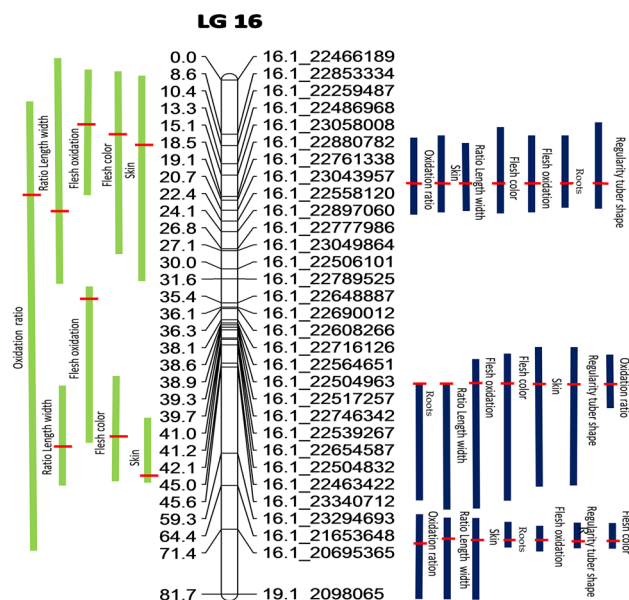 LG 16
0.0 16.1_22466189
8.6 16.1_22853334
10.4 16.1_22259487
13.3 16.1_22486968
15.1 16.1_23058008
18.5 16.1_22880782
19.1 16.1_22761338
20.7 16.1_23043957
22.4 16.1_22558120
24.1 16.1_22897060
26.8 16.1_22777986
27.1 16.1_23049864
30.0 16.1_22506101
31.6 16.1_22789525
35.4 16.1_22648887
36.1 16.1_22690012
36.3 16.1_22608266
38.1 16.1_22716126
38.6 16.1_22564651
38.9 16.1_22504963
39.3 16.1_22517257
39.7 16.1_22746342
41.0 16.1_22539267
41.2 16.1_22654587
42.1 16.1_22504832
45.0 16.1_22463422
45.6 16.1_23340712
59.3 16.1_23294693
64.4 16.1_21653648
71.4 16.1_20695365
81.7 19.1_2098065
Oxidation ratio
Ratio Length width
Flesh oxidation
Flesh color
Skin
Ratio Length width
Flesh oxidation
Flesh color
Skin
Oxidation ratio
Skin
Ratio Length width
Flesh color
Flesh oxidation
Roots
Regularity tuber shape
Roots
Ratio Length width
Flesh oxidation
Flesh color
Skin
Regularity tuber shape
Oxidation ratio
Oxidation ration
Ratio Length width
Skin
Roots
Flesh oxidation
Regularity tuber shape
Flesh color